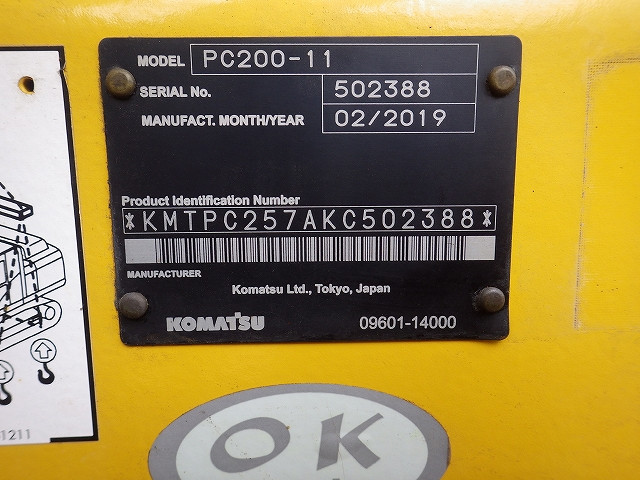 MODEL PC200-11
SERIAL No. 502388
MANUFACT. MONTH/YEAR 02/2019
Product Identification Number
*KMTPC257AKC502388*
MANUFACTURER
Komatsu Ltd., Tokyo, Japan
KOMATSU 09601-14000
1211
OK